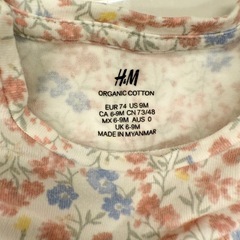 H&M
ORGANIC COTTON
EUR 74 US 9M
CA 6-9M CN 73/48
MX 6-9M AUS 0
UK 6-9M
MADE IN MYANMAR